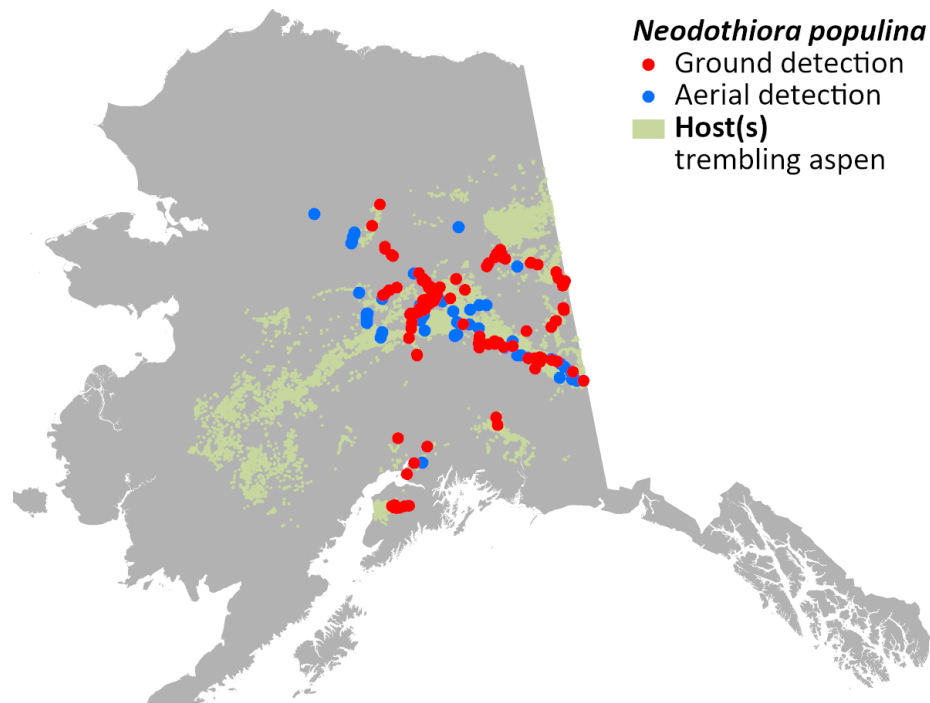 Neodothiora populina
Ground detection
Aerial detection
Host(s)
trembling aspen